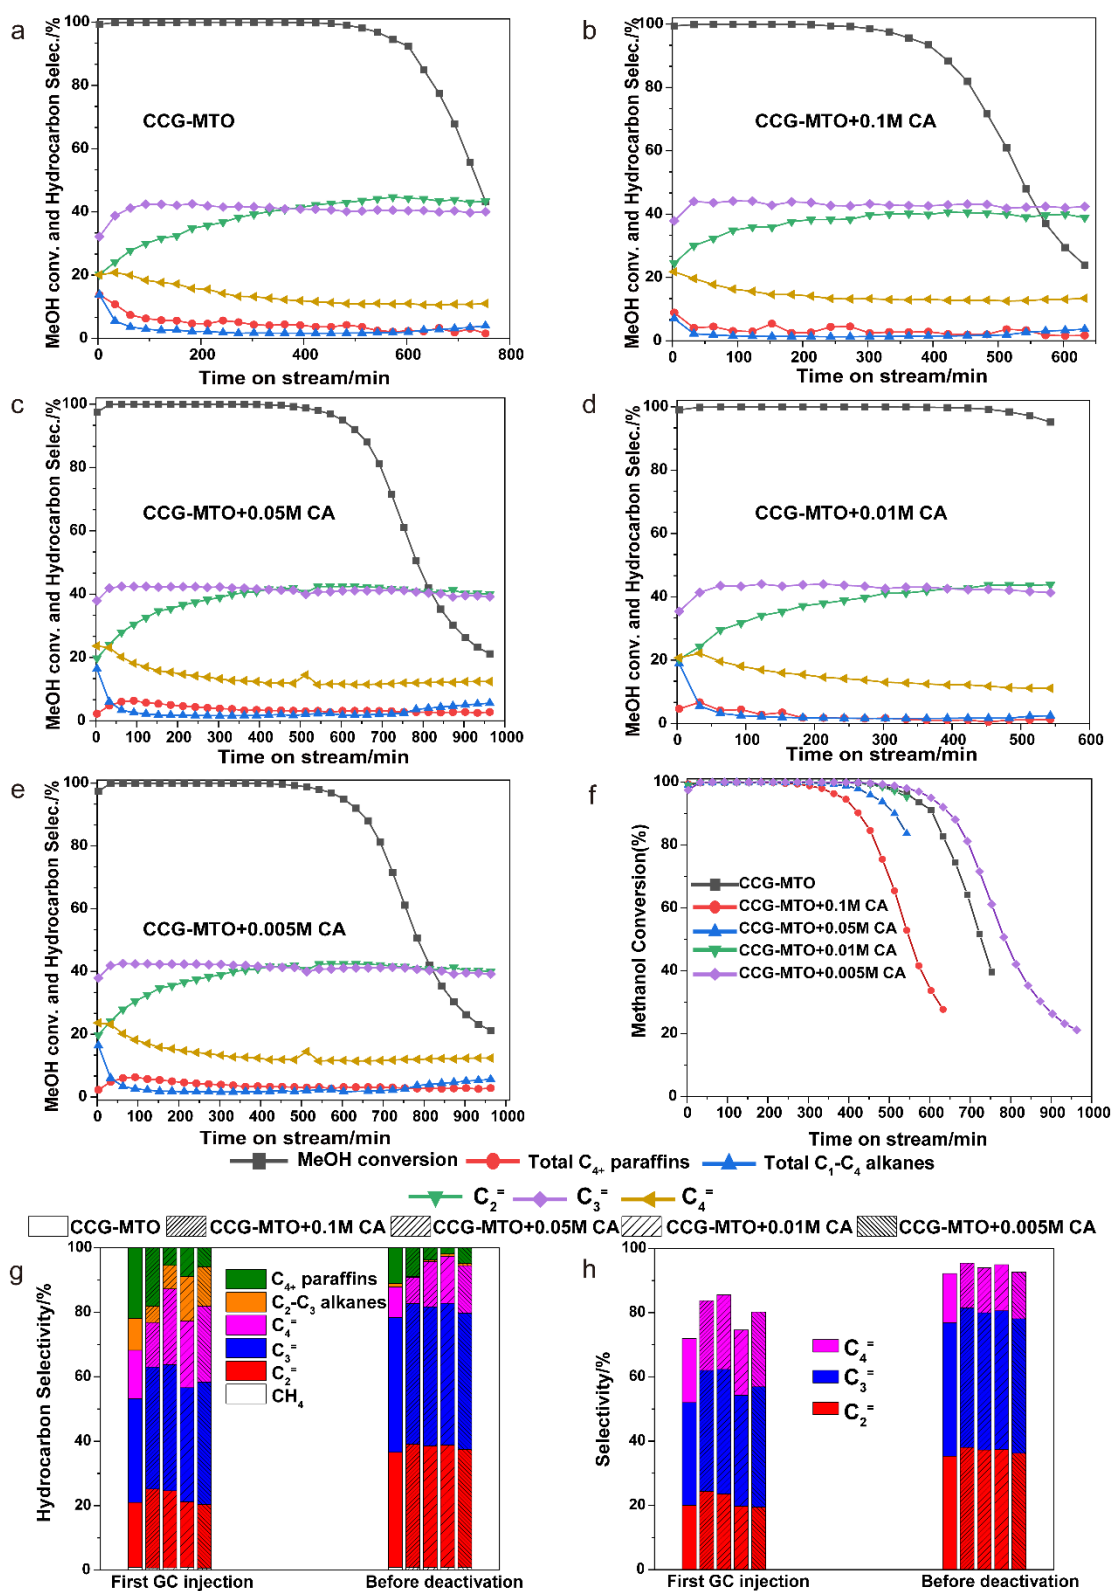 a
MeOH conv. and Hydrocarbon Selec./%
100
80
60
40
20
0
CCG-MTO
0 200 400 600 800
Time on stream/min
b
MeOH conv. and Hydrocarbon Selec./%
100
80
60
40
20
0
CCG-MTO+0.1M CA
0 100 200 300 400 500 600
Time on stream/min
c
MeOH conv. and Hydrocarbon Selec./%
100
80
60
40
20
0
CCG-MTO+0.05M CA
0 100 200 300 400 500 600 700 800 900 1000
Time on stream/min
d
MeOH conv. and Hydrocarbon Selec./%
100
80
60
40
20
0
CCG-MTO+0.01M CA
0 100 200 300 400 500 600
Time on stream/min
e
MeOH conv. and Hydrocarbon Selec./%
100
80
60
40
20
0
CCG-MTO+0.005M CA
0 100 200 300 400 500 600 700 800 900 1000
Time on stream/min
f
Methanol Conversion(%)
100
80
60
40
20
0
CCG-MTO
CCG-MTO+0.1M CA
CCG-MTO+0.05M CA
CCG-MTO+0.01M CA
CCG-MTO+0.005M CA
0 100 200 300 400 500 600 700 800 900 1000
Time on stream/min
MeOH conversion Total C4+ paraffins Total C1-C4 alkanes
C2= C3= C4=
CCG-MTO CCG-MTO+0.1M CA CCG-MTO+0.05M CA CCG-MTO+0.01M CA CCG-MTO+0.005M CA
g
Hydrocarbon Selectivity/%
100
80
60
40
20
0
C4+ paraffins
C2-C3 alkanes
C4=
C3=
C2=
CH4
First GC injection Before deactivation
h
Selectivity/%
100
80
60
40
20
0
C4=
C3=
C2=
First GC injection Before deactivation